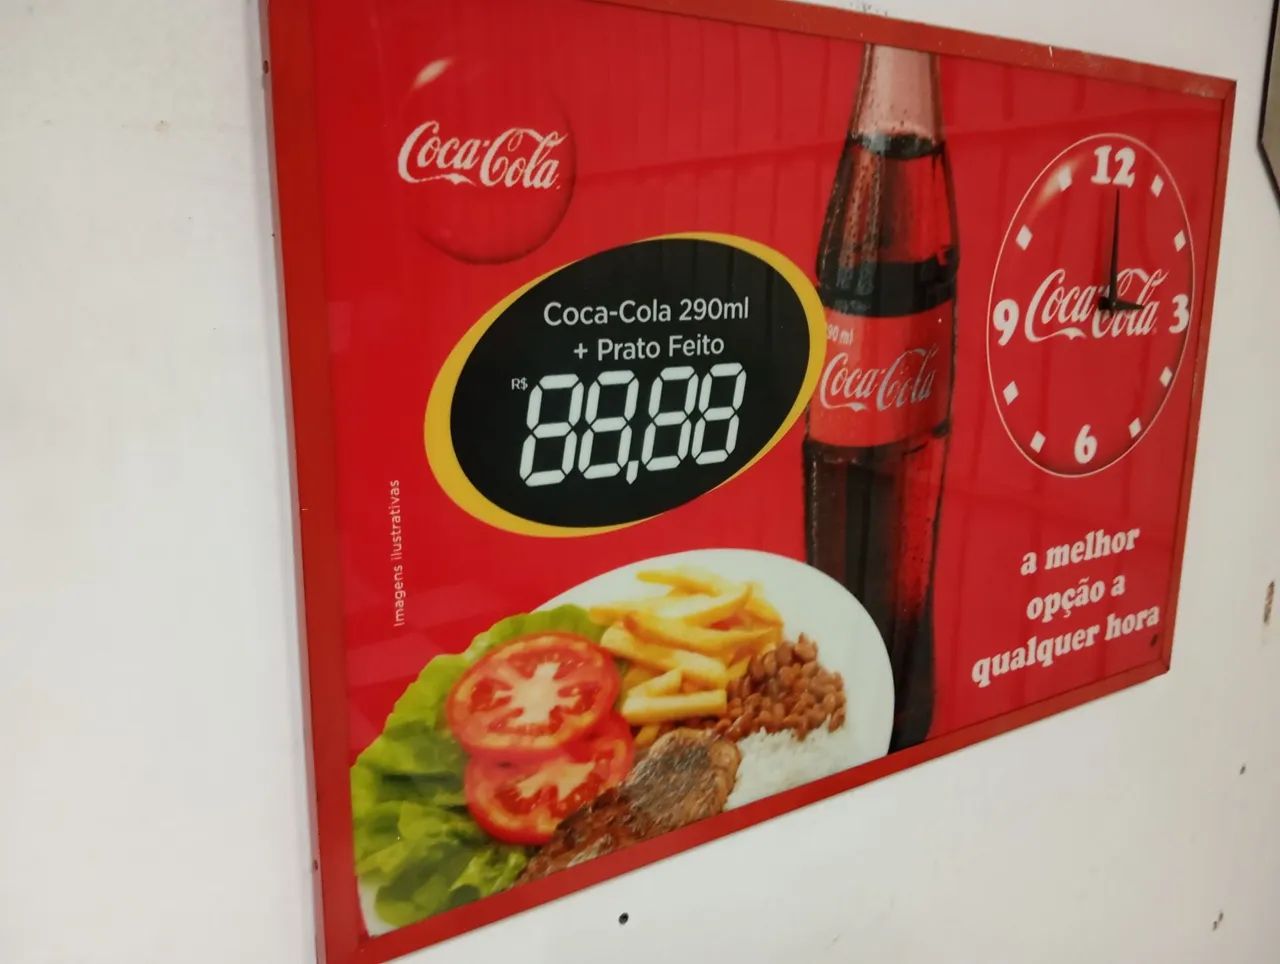 Coca-Cola
Coca-Cola 290ml
+ Prato Feito
R$ 88,88
Imagens ilustrativas
90 ml
Coca-Cola
12
9
Coca-Cola
3
6
a melhor
opção a
qualquer hora